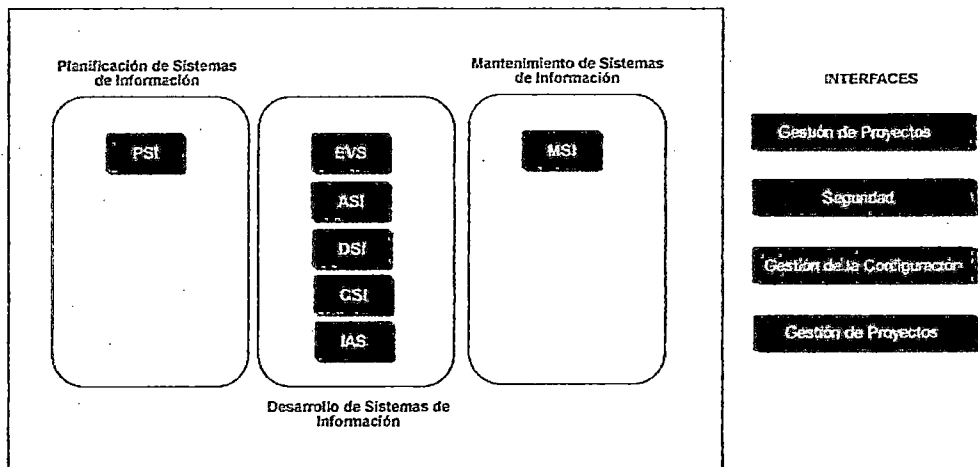 Planificación de Sistemas
de Información
Mantenimiento de Sistemas
de Información
INTERFACES
PSI
EVS
ASI
DSI
CSI
IAS
MSI
Gestión de Proyectos
Seguridad
Gestión de la Configuración
Gestión de Proyectos
Desarrollo de Sistemas de
Información